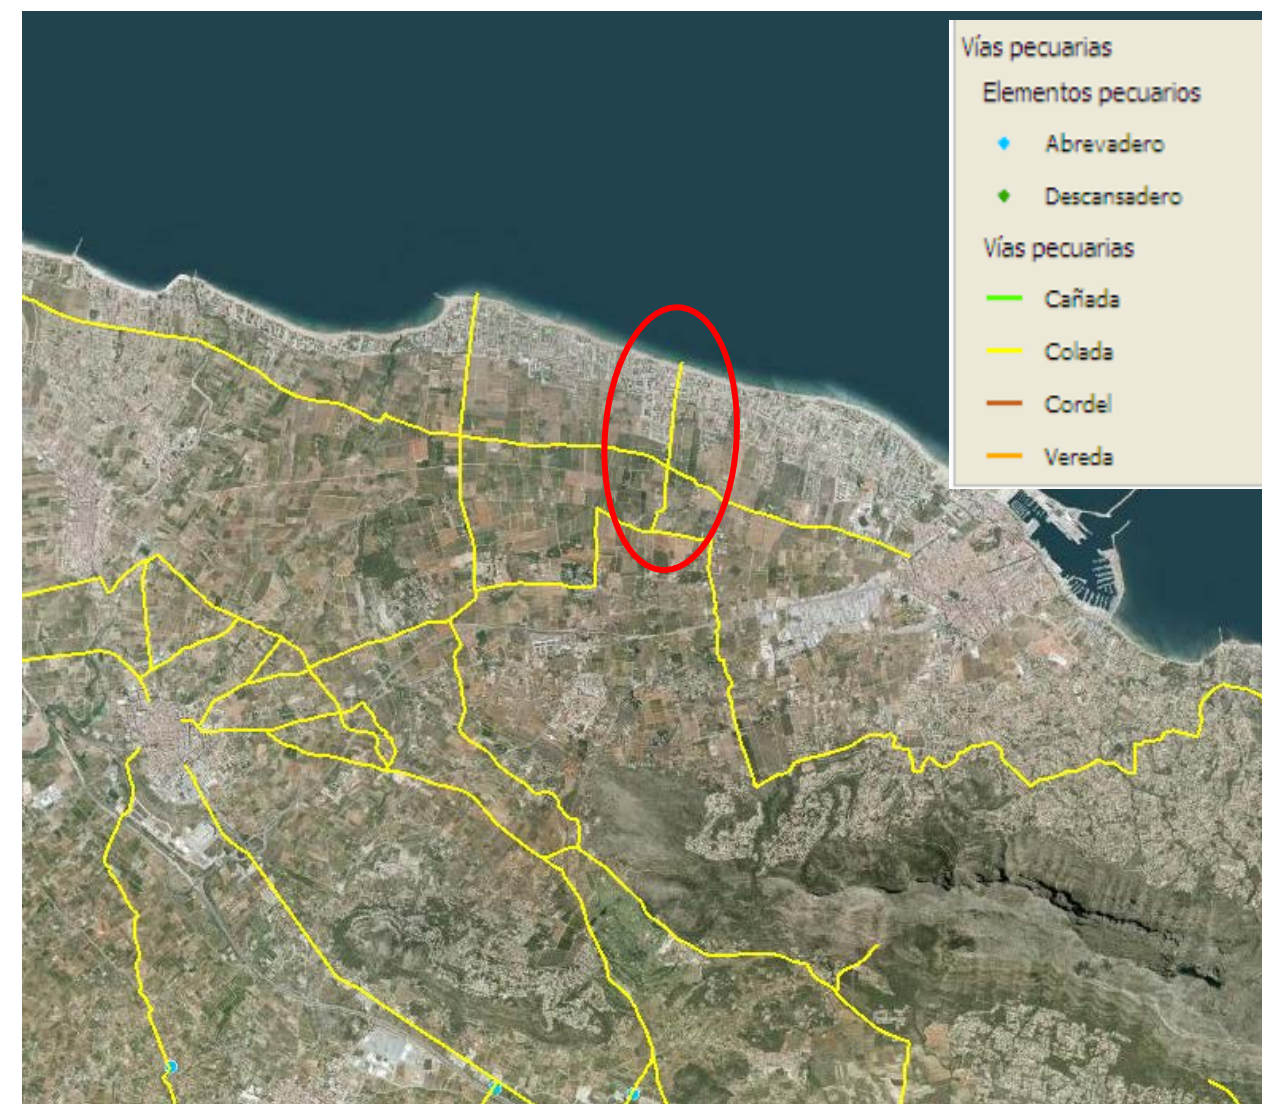 Vías pecuarias
Elementos pecuarios
Abrevadero
Descansadero
Vías pecuarias
Cañada
Colada
Cordel
Vereda